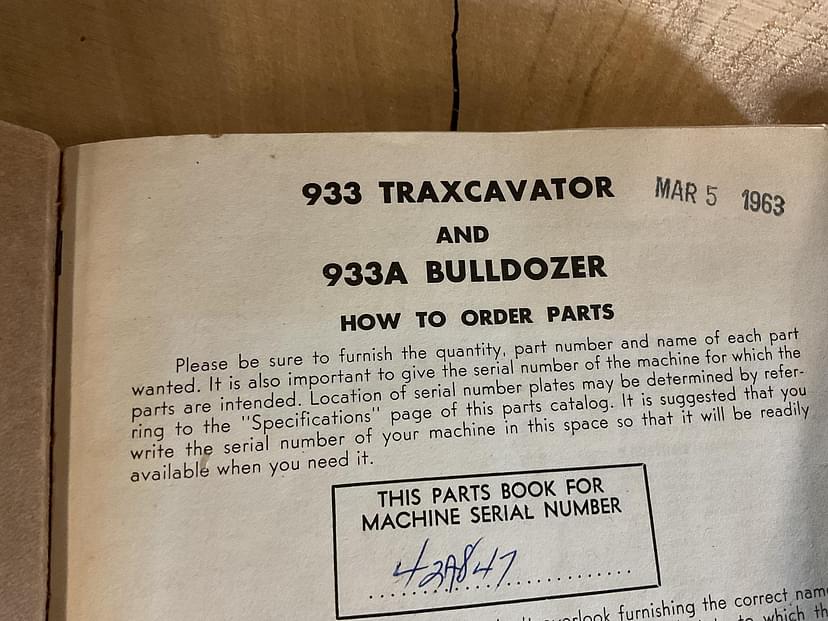 933 TRAXCAVATOR MAR 5 1963
AND
933A BULLDOZER
HOW TO ORDER PARTS
Please be sure to furnish the quantity, part number and name of each part
wanted. It is also important to give the serial number of the machine for which the
parts are intended. Location of serial number plates may be determined by refer-
ring to the "Specifications" page of this parts catalog. It is suggested that you
write the serial number of your machine in this space so that it will be readily
available when you need it.
THIS PARTS BOOK FOR
MACHINE SERIAL NUMBER
42A847
furnishing the correct
which